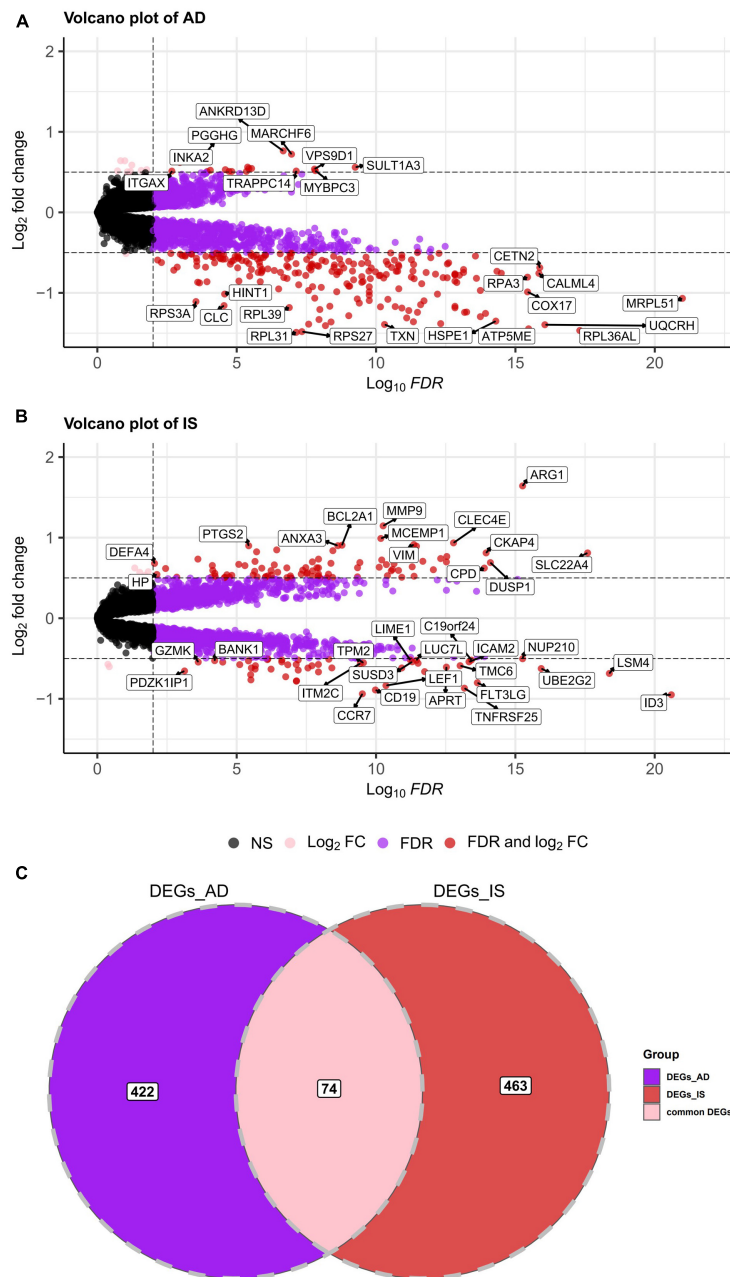 A
Volcano plot of AD
2
1
0
−1
Log2 fold change
ANKRD13D
PGGHG
MARCHF6
INKA2
VPS9D1
SULT1A3
ITGAX
TRAPPC14
MYBPC3
CETN2
RPA3
CALML4
HINT1
COX17
MRPL51
RPS3A
CLC
RPL39
RPL31
RPS27
TXN
HSPE1
ATP5ME
RPL36AL
UQCRH
0 5 10 15 20
Log10 FDR
B
Volcano plot of IS
2
1
0
−1
Log2 fold change
ARG1
BCL2A1
MMP9
CLEC4E
PTGS2
ANXA3
MCEMP1
CKAP4
DEFA4
VIM
SLC22A4
HP
CPD
DUSP1
LIME1
C19orf24
GZMK
BANK1
TPM2
LUC7L
ICAM2
NUP210
PDZK1IP1
ITM2C
SUSD3
TMC6
UBE2G2
LSM4
CD19
LEF1
FLT3LG
CCR7
APRT
TNFRSF25
ID3
0 5 10 15 20
Log10 FDR
NS Log2 FC FDR FDR and log2 FC
C
DEGs_AD DEGs_IS
422 74 463
Group
DEGs_AD
DEGs_IS
common DEGs